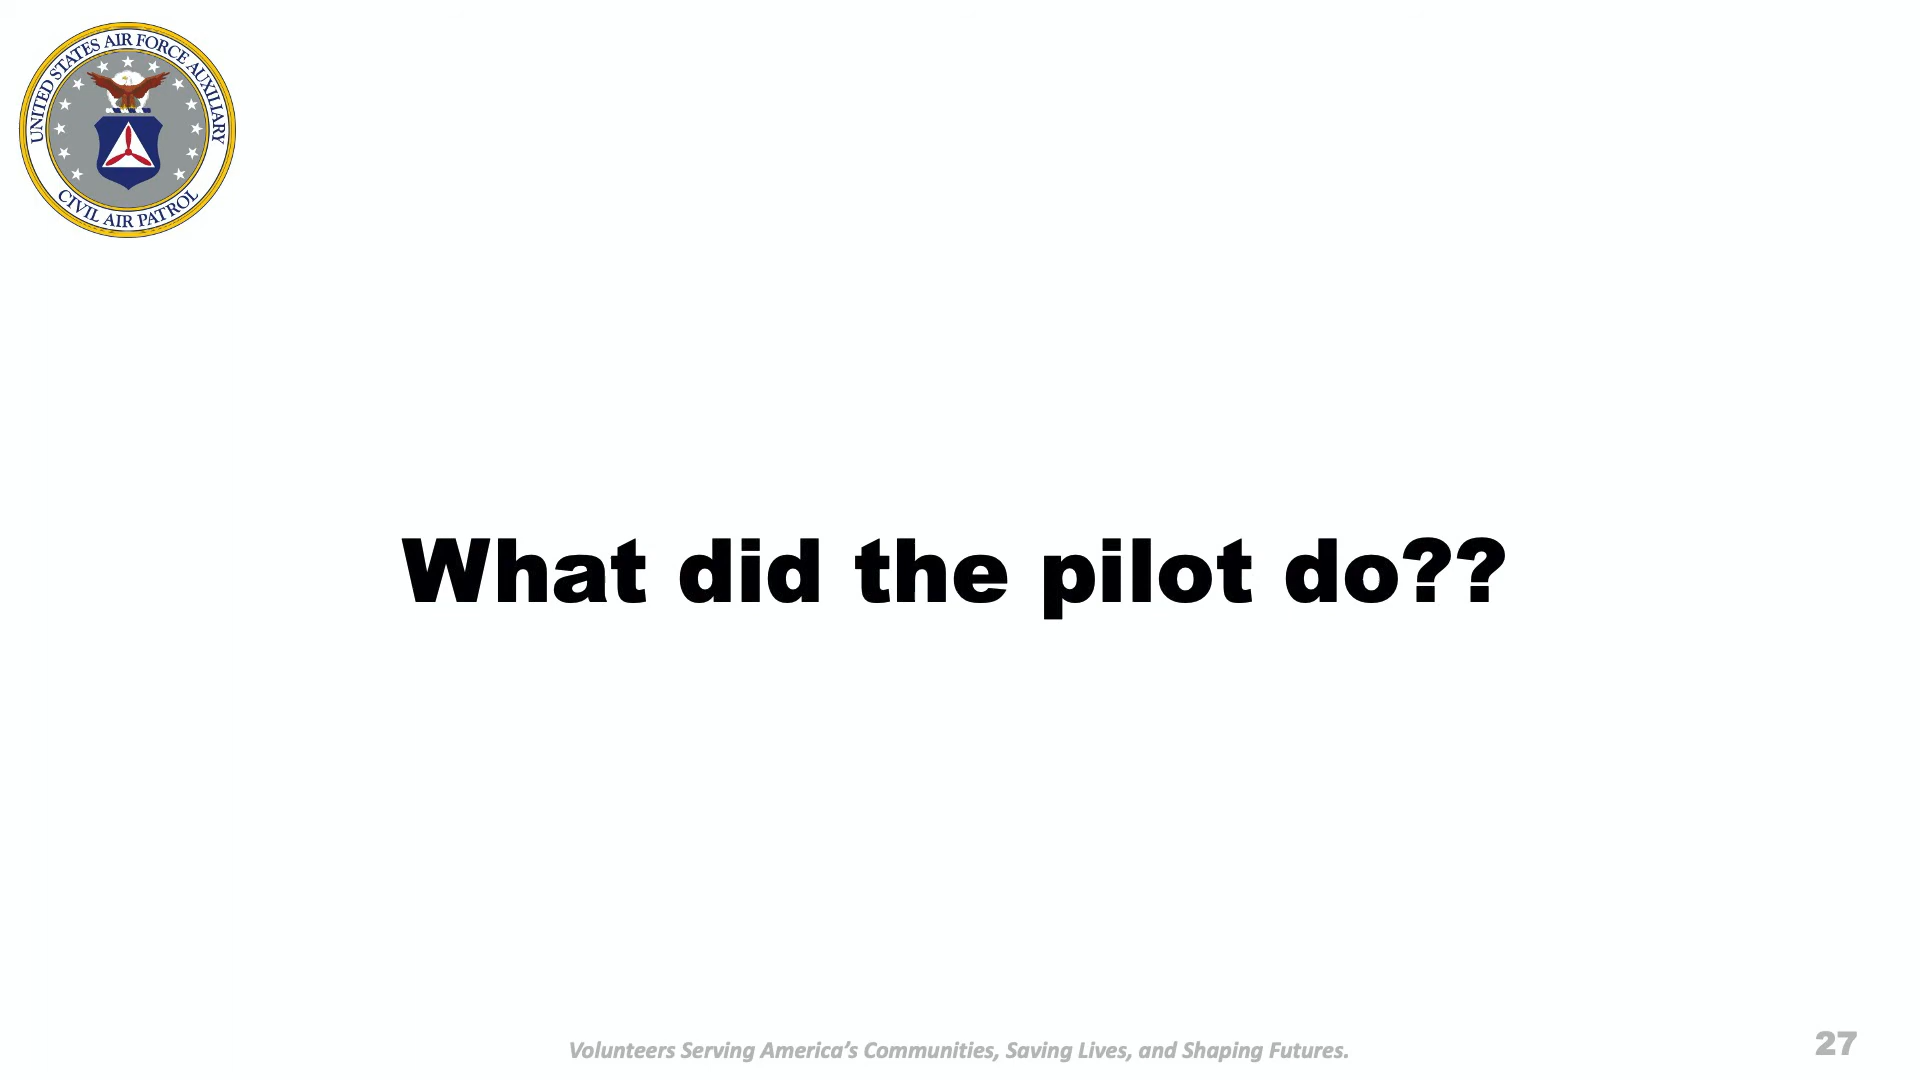 UNITED STATES AIR FORCE AUXILIARY
CIVIL AIR PATROL
What did the pilot do??
Volunteers Serving America's Communities, Saving Lives, and Shaping Futures.
27